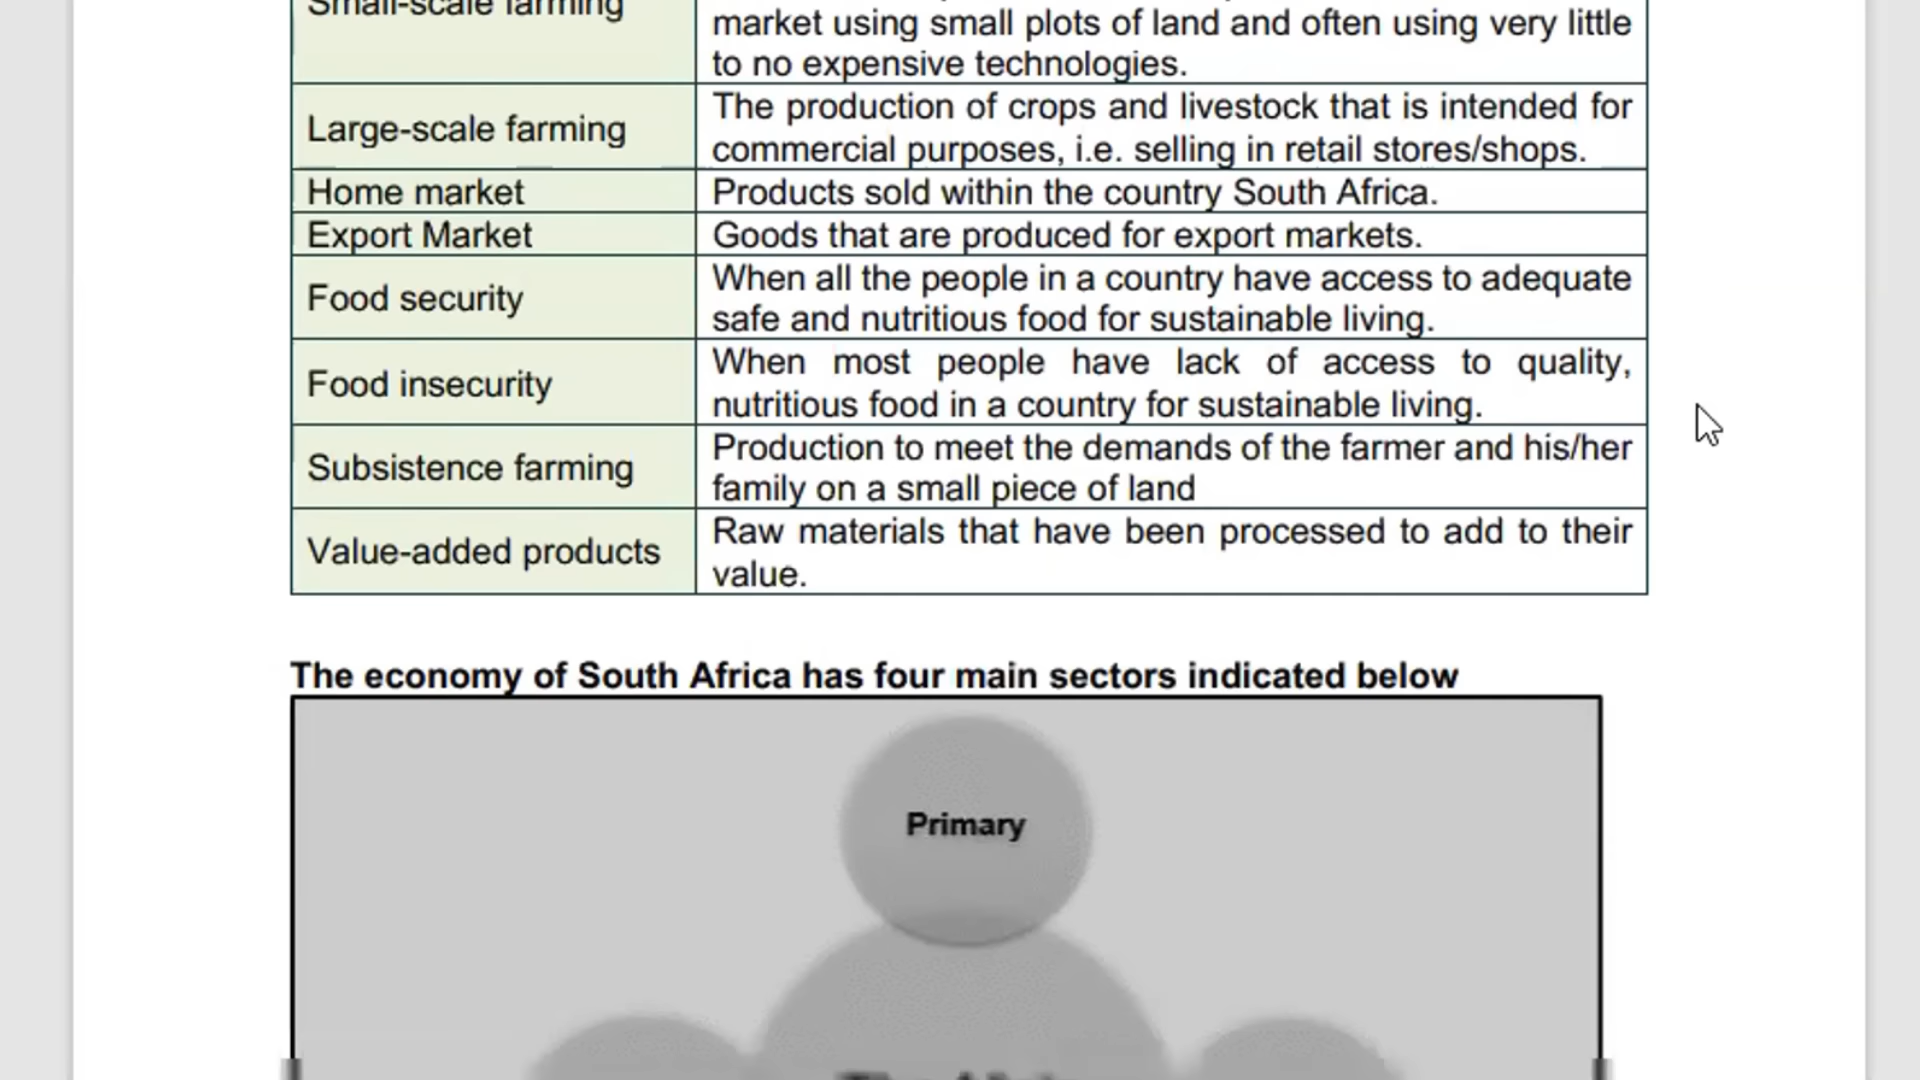 Small-scale farming
market using small plots of land and often using very little
to no expensive technologies.
Large-scale farming
The production of crops and livestock that is intended for
commercial purposes, i.e. selling in retail stores/shops.
Home market
Products sold within the country South Africa.
Export Market
Goods that are produced for export markets.
Food security
When all the people in a country have access to adequate
safe and nutritious food for sustainable living.
Food insecurity
When most people have lack of access to quality,
nutritious food in a country for sustainable living.
Subsistence farming
Production to meet the demands of the farmer and his/her
family on a small piece of land
Value-added products
Raw materials that have been processed to add to their
value.
The economy of South Africa has four main sectors indicated below
Primary